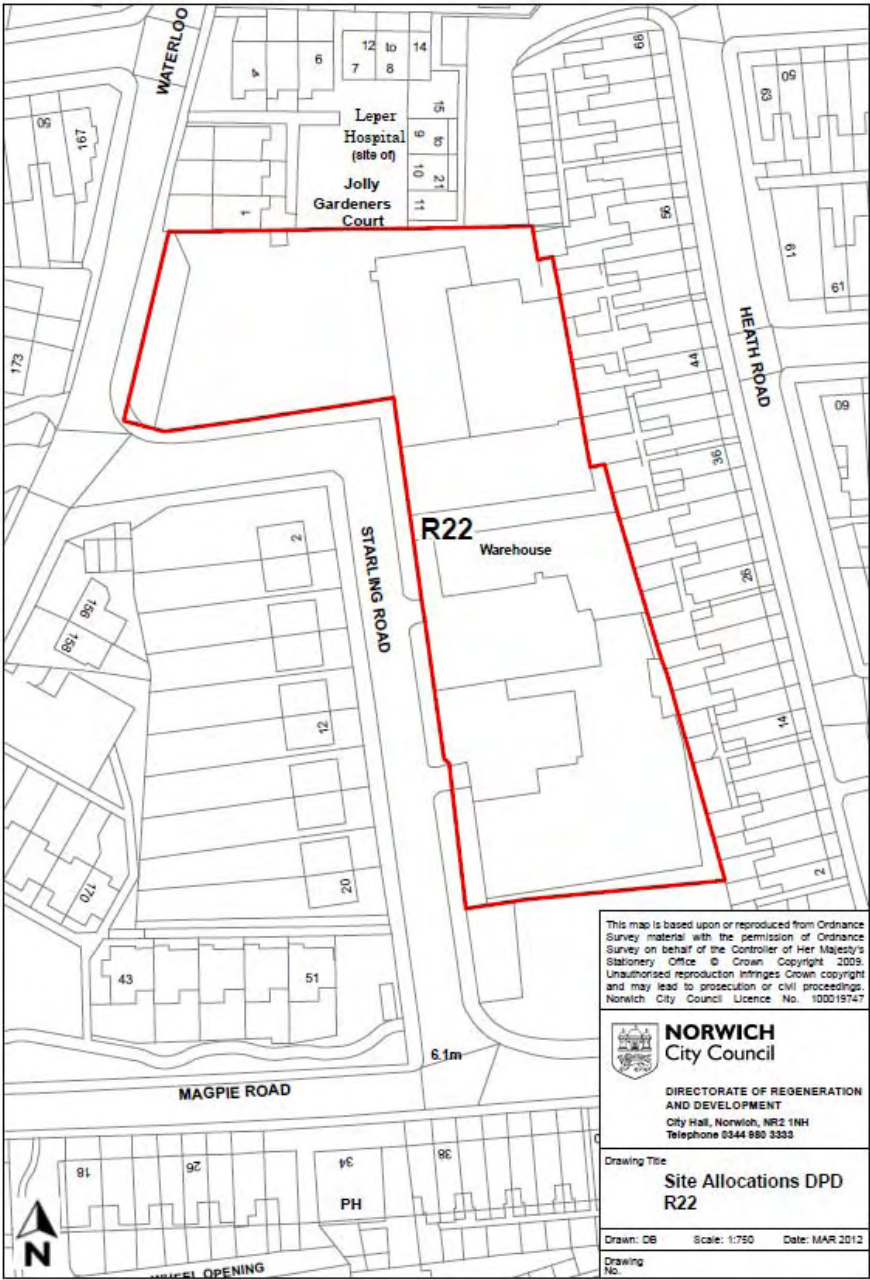 WATERLOO
4
6
12 to 14
7 8
Leper
Hospital
(site of)
15
9 to
10 21
11
Jolly
Gardeners
Court
1
50
167
173
68
50
69
56
61
61
HEATH ROAD
44
60
36
R22
Warehouse
STARLING ROAD
2
26
156
158
12
14
20
170
2
43
51
6.1m
MAGPIE ROAD
18
26
34
38
PH
WHEEL OPENING
N
This map is based upon or reproduced from Ordnance
Survey material with the permission of Ordnance
Survey on behalf of the Controller of Her Majesty's
Stationery Office © Crown Copyright 2009.
Unauthorised reproduction infringes Crown copyright
and may lead to prosecution or civil proceedings.
Norwich City Council Licence No. 100019747
NORWICH
City Council
DIRECTORATE OF REGENERATION
AND DEVELOPMENT
City Hall, Norwich, NR2 1NH
Telephone 0344 980 3333
Drawing Title
Site Allocations DPD
R22
Drawn: DB Scale: 1:750 Date: MAR 2012
Drawing
No.